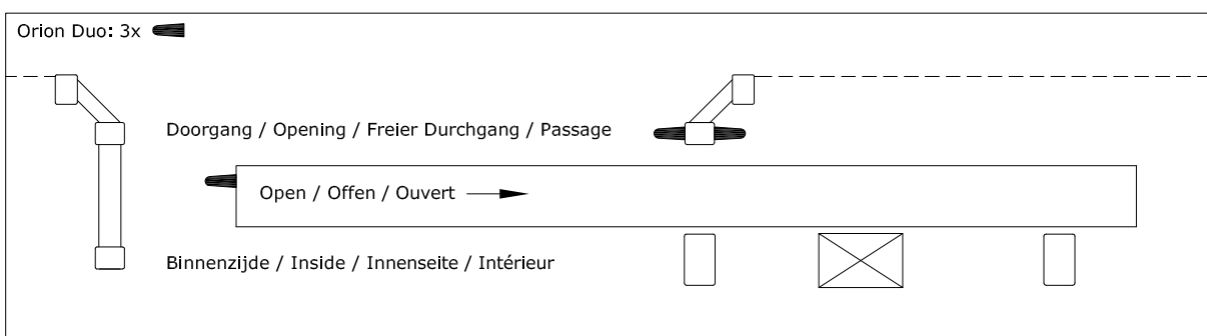 Orion Duo: 3x
Doorgang / Opening / Freier Durchgang / Passage
Open / Offen / Ouvert
Binnenzijde / Inside / Innenseite / Intérieur